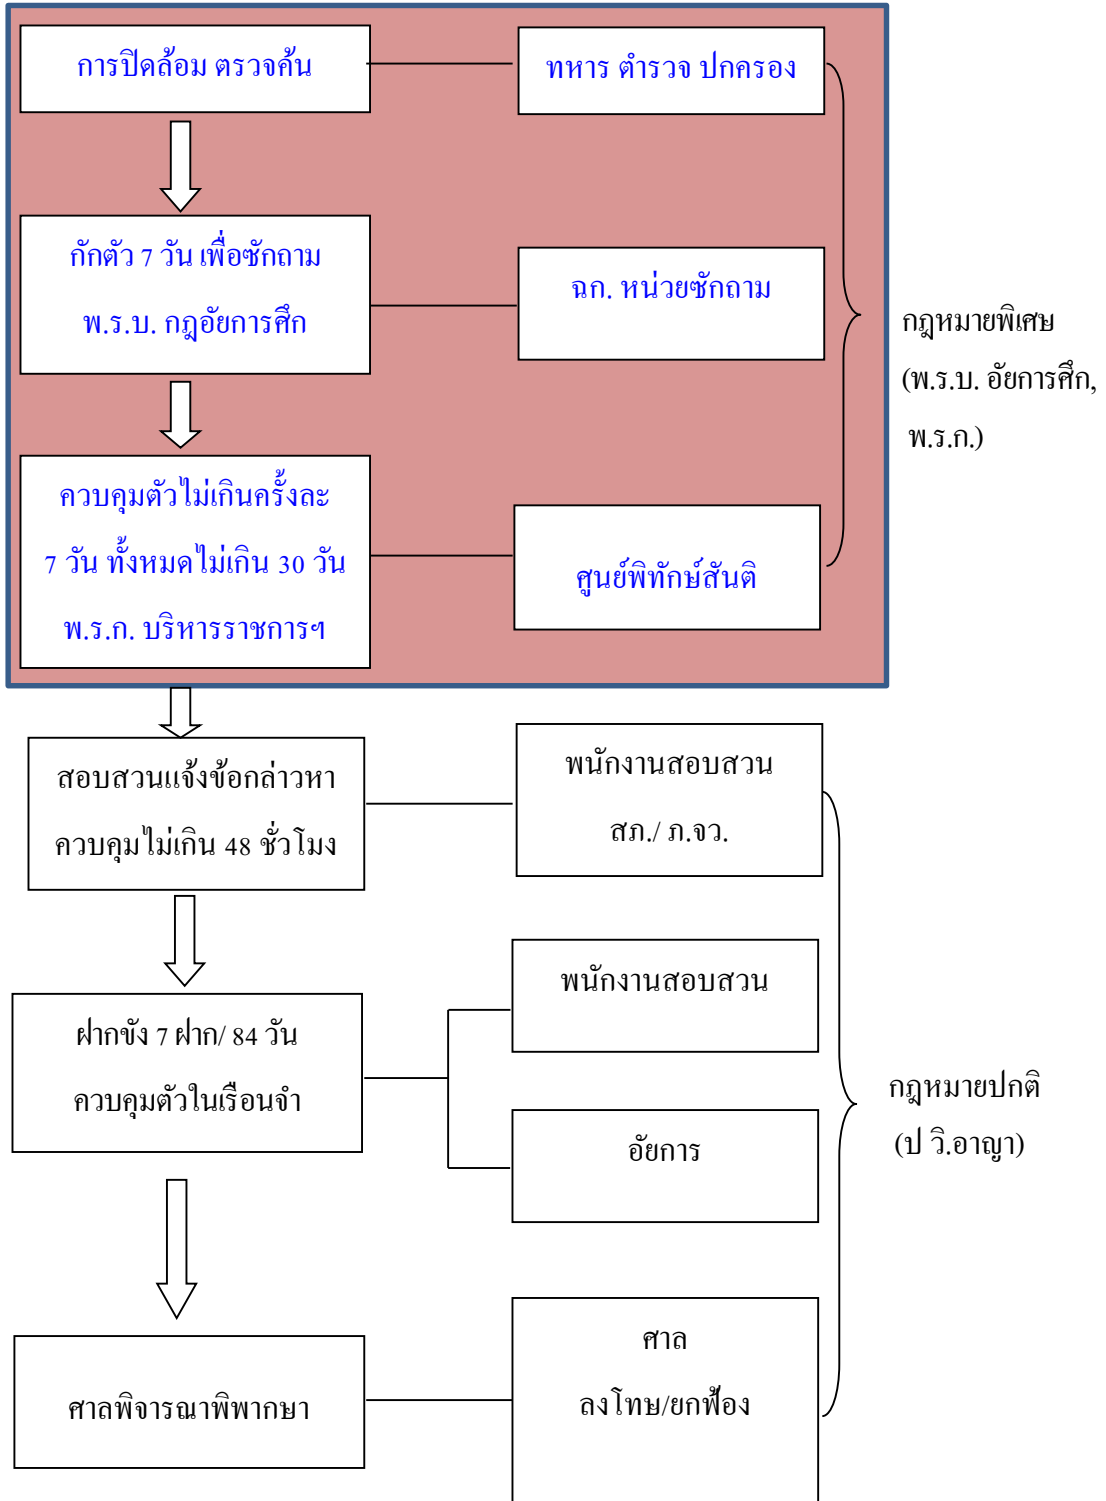 การปิดล้อม ตรวจค้น
ทหาร ตำรวจ ปกครอง
กักตัว 7 วัน เพื่อซักถาม
พ.ร.บ. กฎอัยการศึก
ฉก. หน่วยซักถาม
กฎหมายพิเศษ
(พ.ร.บ. อัยการศึก,
พ.ร.ก.)
ควบคุมตัวไม่เกินครั้งละ
7 วัน ทั้งหมดไม่เกิน 30 วัน
พ.ร.ก. บริหารราชการฯ
ศูนย์พิทักษ์สันติ
สอบสวนแจ้งข้อกล่าวหา
ควบคุมไม่เกิน 48 ชั่วโมง
พนักงานสอบสวน
สภ./ ภ.จว.
ฝากขัง 7 ฝาก/ 84 วัน
ควบคุมตัวในเรือนจำ
พนักงานสอบสวน
อัยการ
กฎหมายปกติ
(ป วิ.อาญา)
ศาลพิจารณาพิพากษา
ศาล
ลงโทษ/ยกฟ้อง